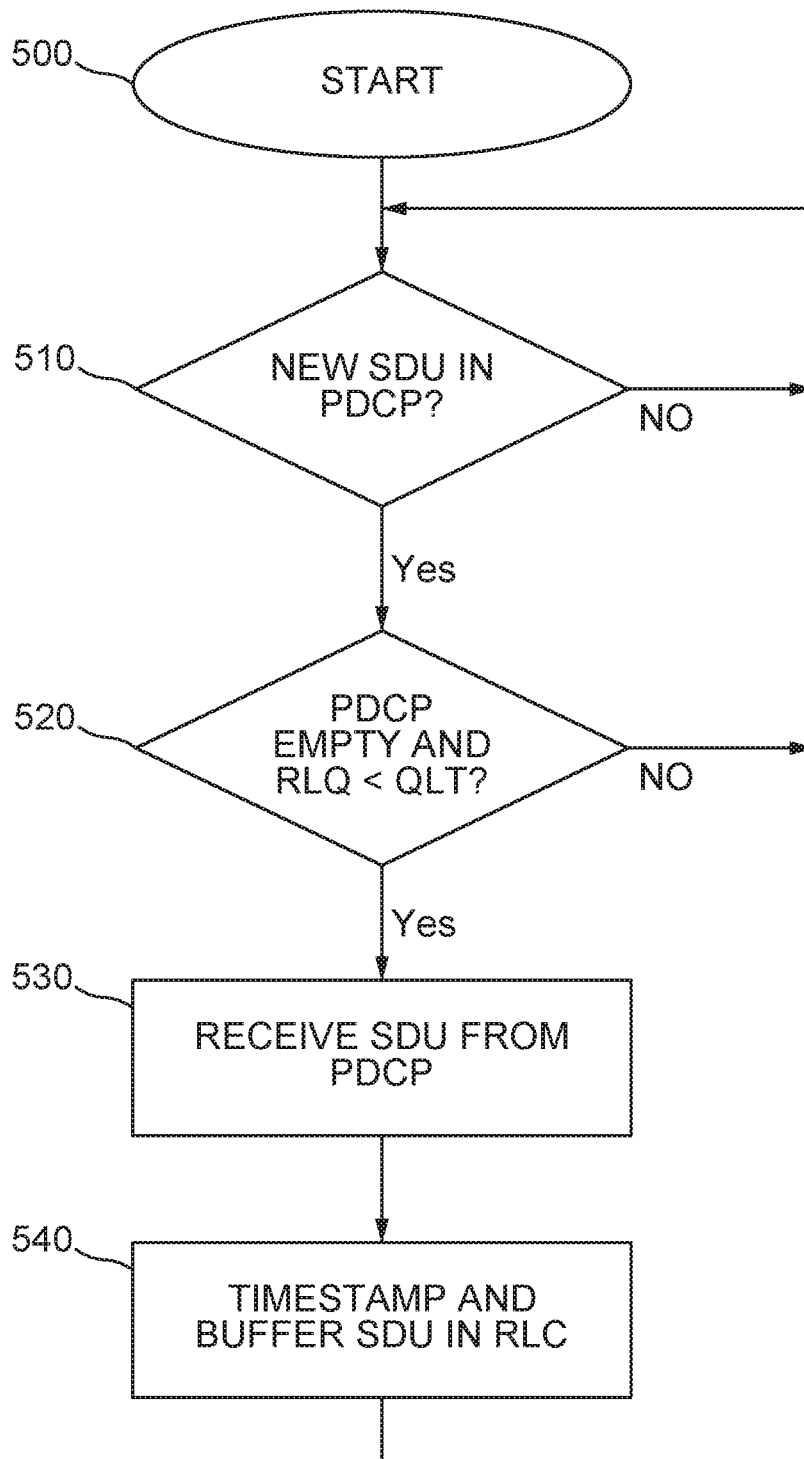 500
START
510
NEW SDU IN
PDCP?
NO
Yes
520
PDCP
EMPTY AND
RLQ < QLT?
NO
Yes
530
RECEIVE SDU FROM
PDCP
540
TIMESTAMP AND
BUFFER SDU IN RLC